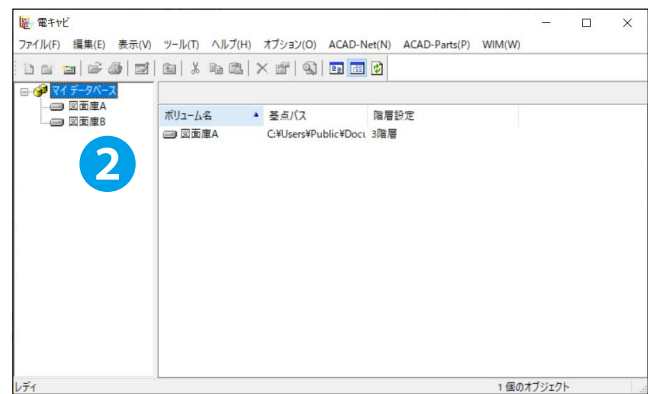 電キャビ
ファイル(F) 編集(E) 表示(V) ツール(T) ヘルプ(H) オプション(O) ACAD-Net(N) ACAD-Parts(P) WIM(W)
マイ データベース
図面庫A
図面庫B
2
ボリューム名 基点パス 階層設定
図面庫A C:¥Users¥Public¥Docu 3階層
レディ 1 個のオブジェクト